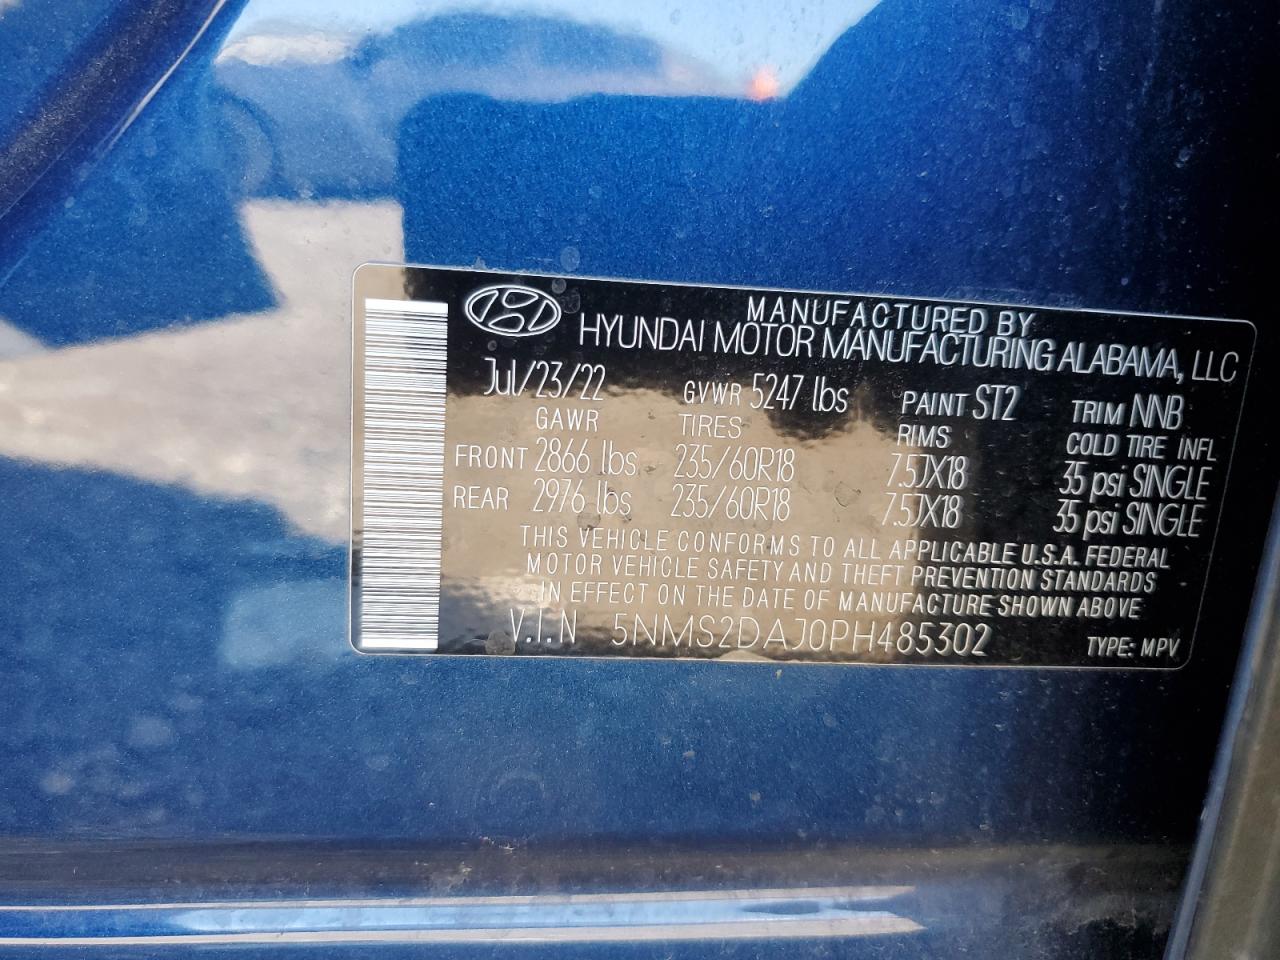 MANUFACTURED BY
HYUNDAI MOTOR MANUFACTURING ALABAMA, LLC
Jul/23/22 GVWR 5247 lbs PAINT ST2 TRIM NNB
GAWR TIRES RIMS COLD TIRE INFL
FRONT 2866 lbs 235/60R18 7.5JX18 35 psi SINGLE
REAR 2976 lbs 235/60R18 7.5JX18 35 psi SINGLE
THIS VEHICLE CONFORMS TO ALL APPLICABLE U.S.A. FEDERAL
MOTOR VEHICLE SAFETY AND THEFT PREVENTION STANDARDS
IN EFFECT ON THE DATE OF MANUFACTURE SHOWN ABOVE
V.I.N 5NMS2DAJ0PH485302 TYPE: MPV